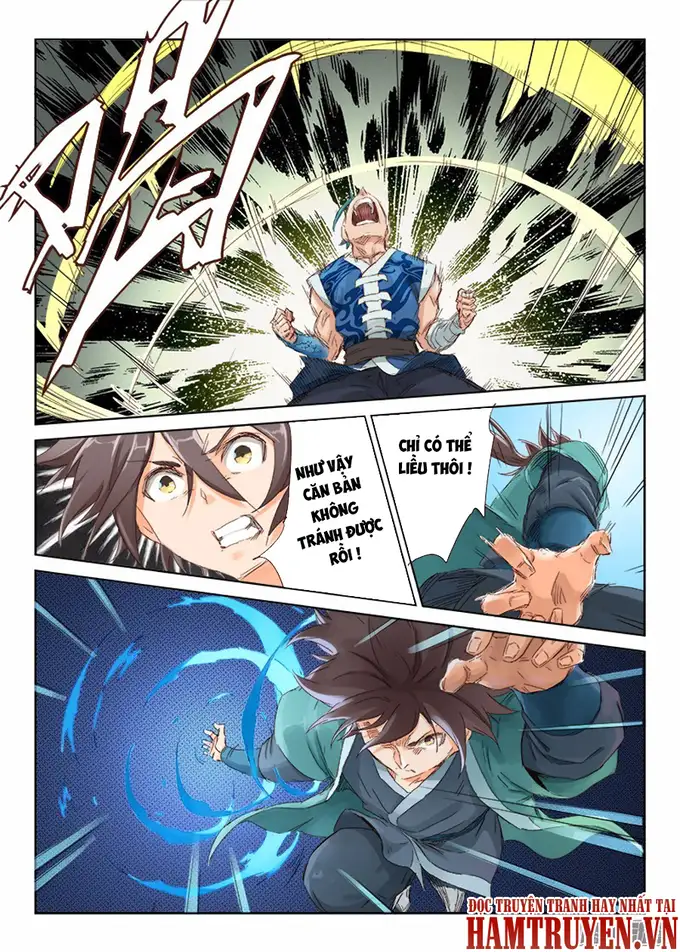 NHƯ VẬY
CĂN BẢN
KHÔNG
TRÁNH ĐƯỢC
RỒI !
CHỈ CÓ THỂ
LIỀU THÔI !
ĐỌC TRUYỆN TRANH HAY NHẤT TẠI
HAMTRUYEN.VN